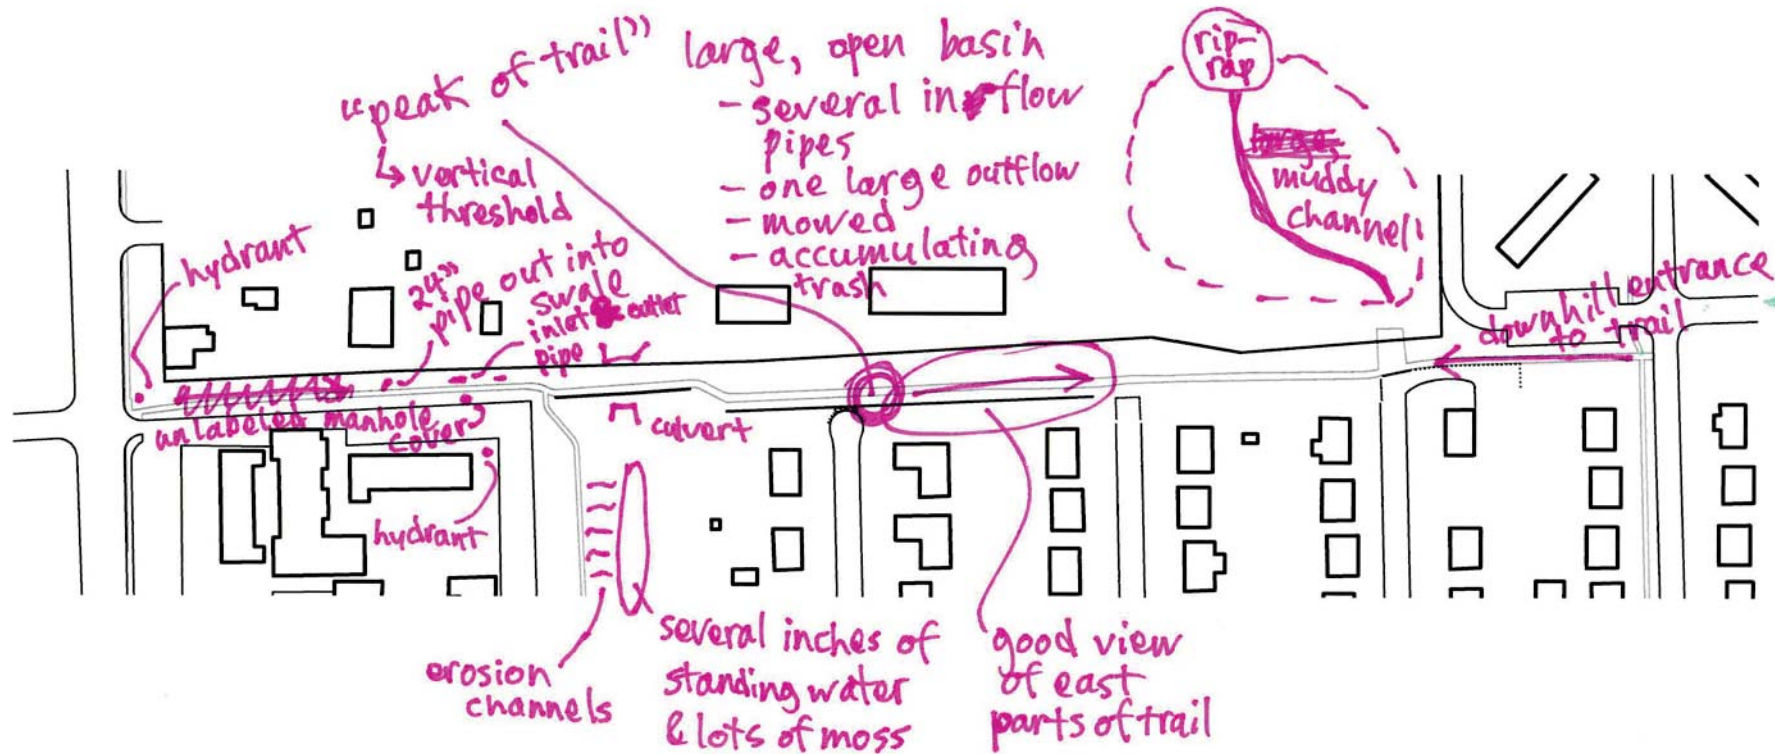 "peak of trail"
↳ vertical
threshold
large, open basin
- several inflow
pipes
- one large outflow
- mowed
- accumulating
trash
rip-
rap
muddy
channel
hydrant
24"
pipe out into
swale
inlet outlet
pipe
downhill entrance
to trail
unlabeled manhole
cover
culvert
hydrant
erosion
channels
several inches of
standing water
& lots of moss
good view
of east
parts of trail